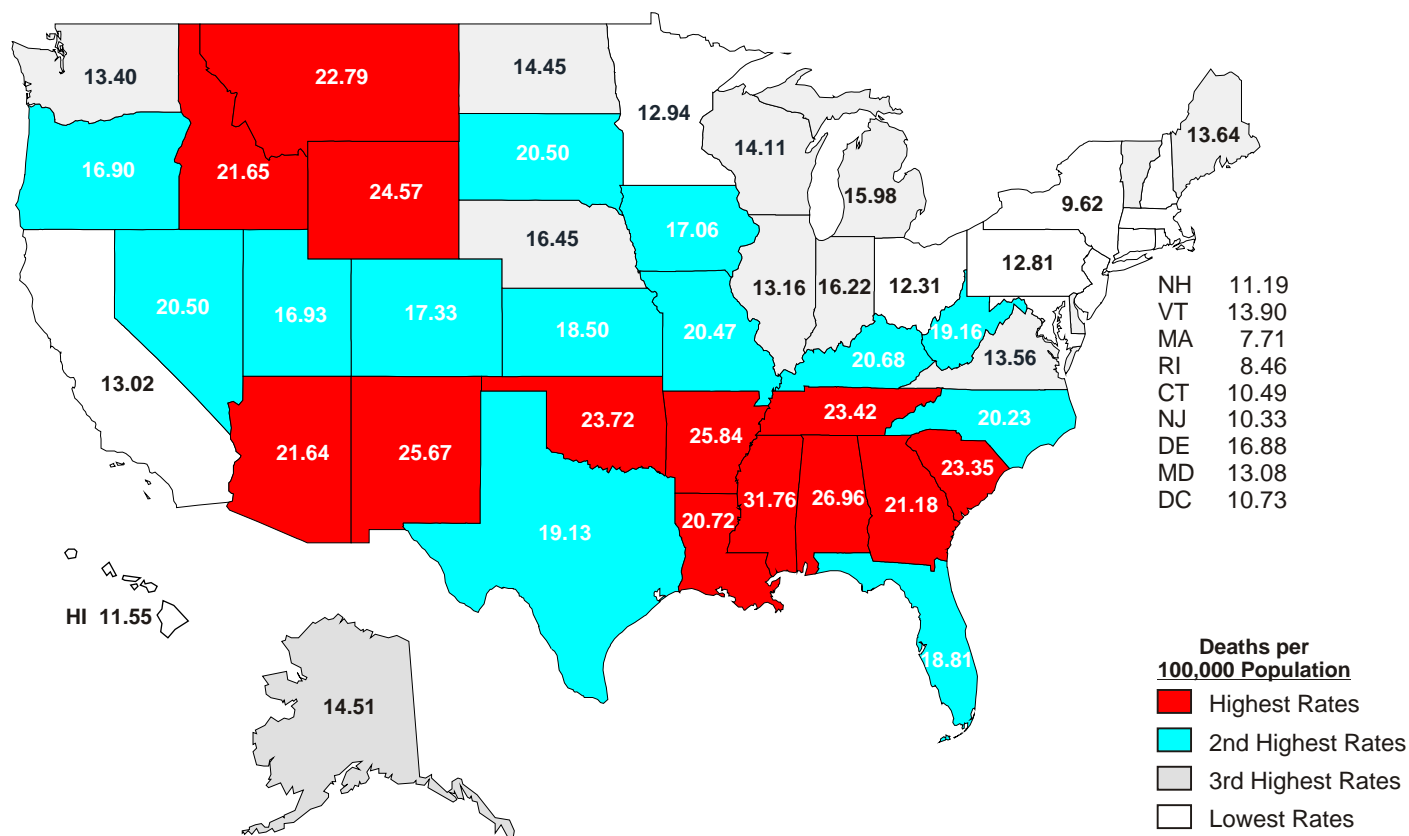 13.40
22.79
14.45
12.94
14.11
15.98
13.64
16.90
21.65
24.57
20.50
17.06
9.62
16.45
12.81
20.50
16.93
17.33
18.50
20.47
13.16
16.22
12.31
19.16
20.68
13.56
13.02
21.64
25.67
23.72
25.84
23.42
20.23
23.35
19.13
20.72
31.76
26.96
21.18
18.81
HI 11.55
14.51
NH 11.19
VT 13.90
MA 7.71
RI 8.46
CT 10.49
NJ 10.33
DE 16.88
MD 13.08
DC 10.73
Deaths per
100,000 Population
Highest Rates
2nd Highest Rates
3rd Highest Rates
Lowest Rates